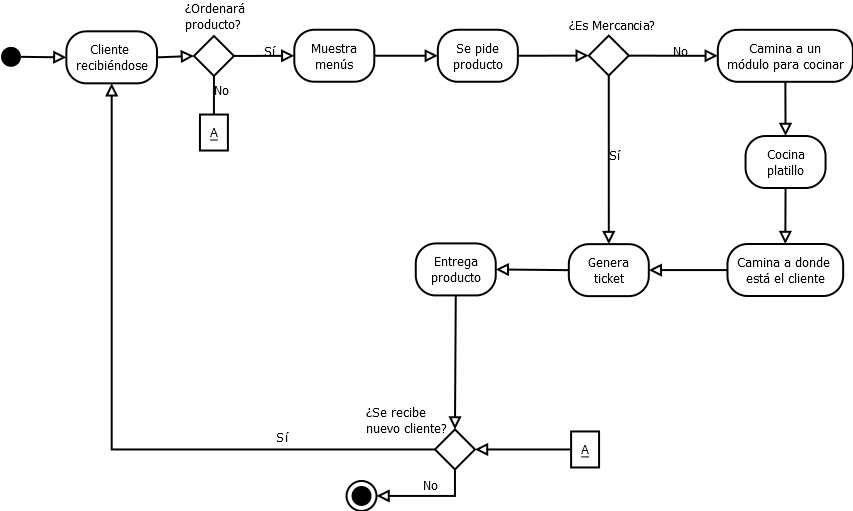 ¿Ordenará
producto?
Cliente
recibiéndose
Sí
No
A
Muestra
menús
Se pide
producto
¿Es Mercancia?
No
Sí
Camina a un
módulo para cocinar
Cocina
platillo
Camina a donde
está el cliente
Genera
ticket
Entrega
producto
¿Se recibe
nuevo cliente?
Sí
A
No